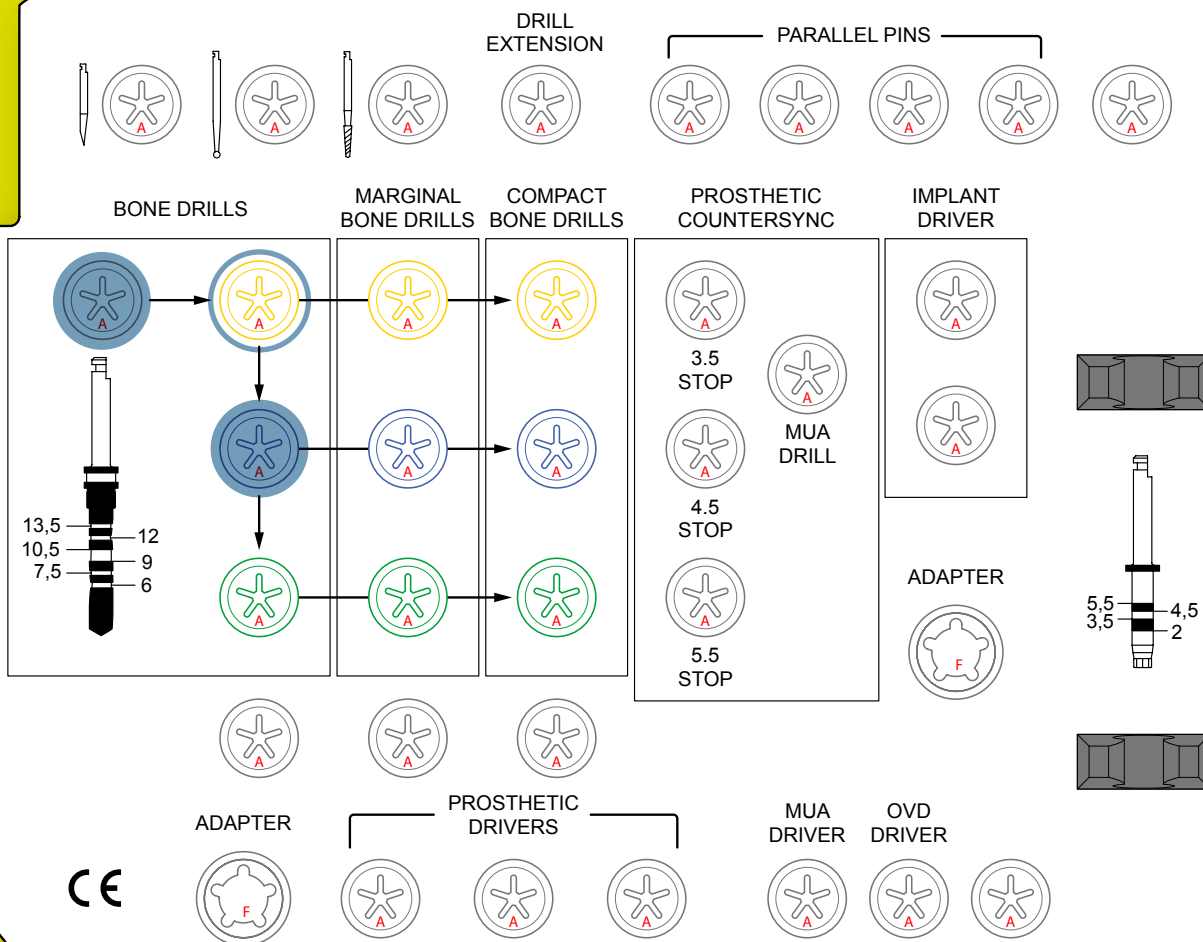 DRILL
EXTENSION
PARALLEL PINS
A A A A A A A A A
BONE DRILLS
MARGINAL
BONE DRILLS
COMPACT
BONE DRILLS
PROSTHETIC
COUNTERSYNC
IMPLANT
DRIVER
A A A A A A
3.5
STOP
A
MUA
DRILL
A A A A A
4.5
STOP
13,5
12
10,5
9
7,5
6
A A A A
5.5
STOP
ADAPTER
F
5,5
4,5
3,5
2
A A A
ADAPTER
PROSTHETIC
DRIVERS
MUA
DRIVER
OVD
DRIVER
CE
F A A A A A A